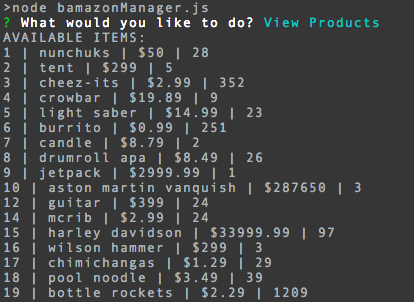 >node bamazonManager.js
? What would you like to do? View Products
AVAILABLE ITEMS:
1 | nunchuks | $50 | 28
2 | tent | $299 | 5
3 | cheez-its | $2.99 | 352
4 | crowbar | $19.89 | 9
5 | light saber | $14.99 | 23
6 | burrito | $0.99 | 251
7 | candle | $8.79 | 2
8 | drumroll apa | $8.49 | 26
9 | jetpack | $2999.99 | 1
10 | aston martin vanquish | $287650 | 3
12 | guitar | $399 | 24
14 | mcrib | $2.99 | 24
15 | harley davidson | $33999.99 | 97
16 | wilson hammer | $299 | 3
17 | chimichangas | $1.29 | 29
18 | pool noodle | $3.49 | 39
19 | bottle rockets | $2.29 | 1209